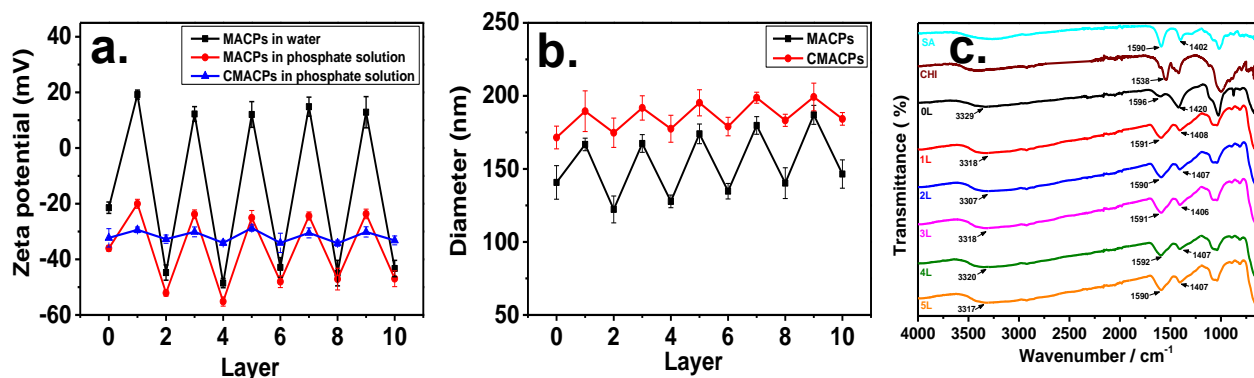 a.
MACPs in water
MACPs in phosphate solution
CMACPs in phosphate solution
Zeta potential (mV)
40
20
0
-20
-40
-60
0
2
4
6
8
10
Layer
b.
MACPs
CMACPs
Diameter (nm)
250
200
150
100
50
0
2
4
6
8
10
Layer
c.
Transmittance ( %)
SA
1590
1402
CHI
1538
0L
3329
1596
1420
1L
3318
1591
1408
2L
3307
1590
1407
3L
3318
1591
1406
4L
3320
1592
1407
5L
3317
1590
1407
4000
3500
3000
2500
2000
1500
1000
Wavenumber / cm⁻¹